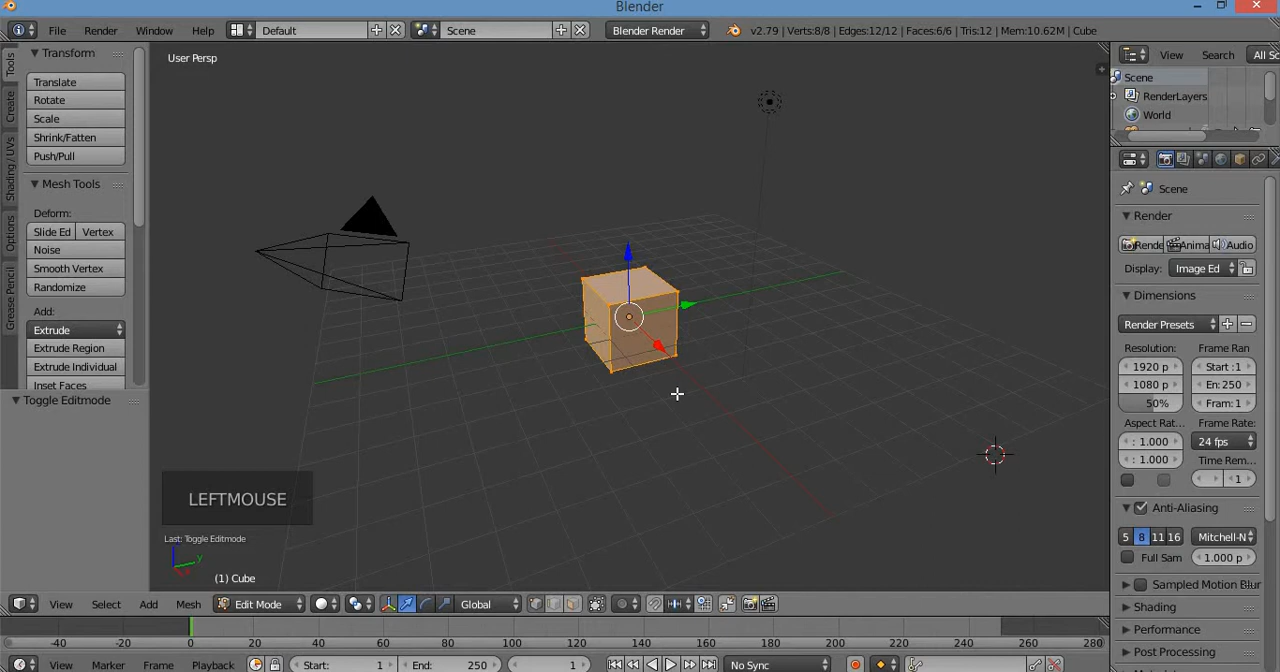 Blender
File Render Window Help Default Scene Blender Render v2.79 | Verts:8/8 | Edges:12/12 | Faces:6/6 | Tris:12 | Mem:10.62M | Cube
Tools
Create
Shading / UVs
Options
Grease Pencil
Transform
Translate
Rotate
Scale
Shrink/Fatten
Push/Pull
Mesh Tools
Deform:
Slide Ed Vertex
Noise
Smooth Vertex
Randomize
Add:
Extrude
Extrude Region
Extrude Individual
Inset Faces
Toggle Editmode
User Persp
LEFTMOUSE
Last: Toggle Editmode
z y
(1) Cube
View Search All Sc
Scene
RenderLayers
World
Scene
Render
Rende Anima Audio
Display: Image Ed
Dimensions
Render Presets
Resolution: Frame Ran
1920 p Start :1
1080 p En: 250
50% Fram: 1
Aspect Rat... Frame Rate:
: 1.000 24 fps
: 1.000 Time Rem...
1
Anti-Aliasing
5 8 11 16 Mitchell-N
Full Sam 1.000 p
Sampled Motion Blur
Shading
Performance
Post Processing
View Select Add Mesh Edit Mode Global
-40 -20 0 20 40 60 80 100 120 140 160 180 200 220 240 260 280
View Marker Frame Playback Start: 1 End: 250 1 No Sync